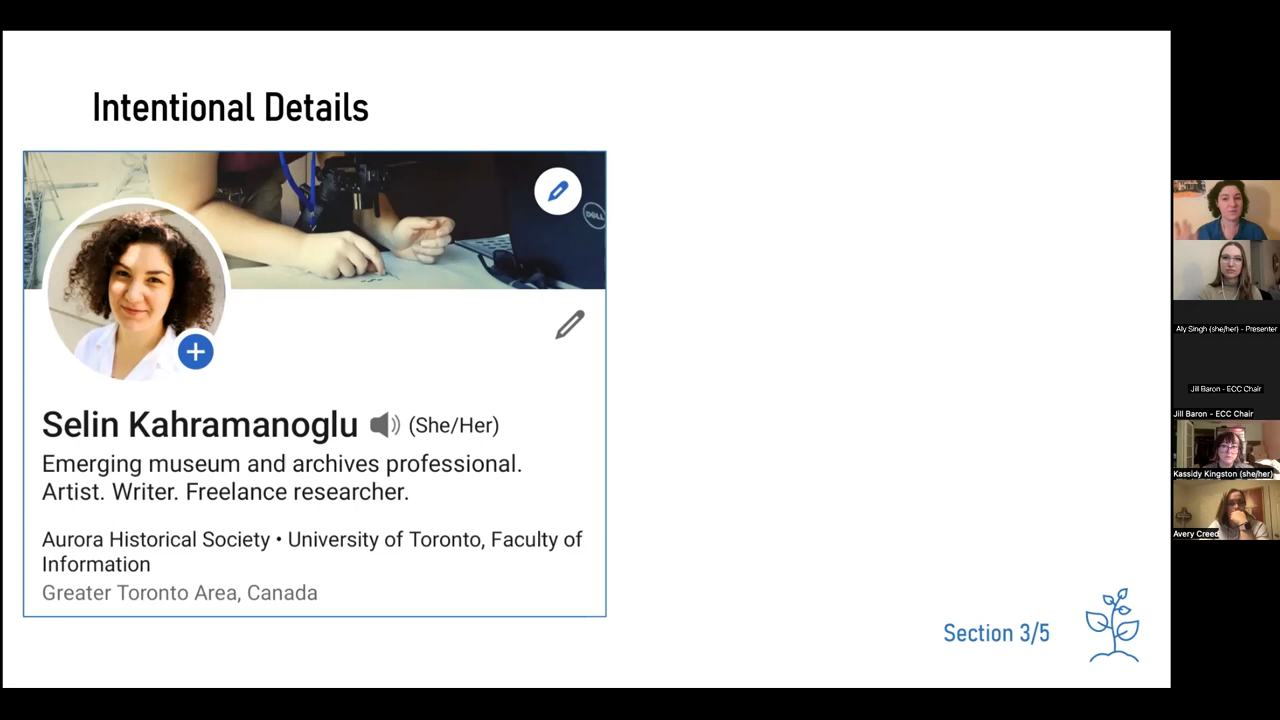 Intentional Details
DELL
Selin Kahramanoglu (She/Her)
Emerging museum and archives professional.
Artist. Writer. Freelance researcher.
Aurora Historical Society • University of Toronto, Faculty of
Information
Greater Toronto Area, Canada
Section 3/5
Aly Singh (she/her) - Presenter
Jill Baron - ECC Chair
Jill Baron - ECC Chair
Kassidy Kingston (she/her)
Avery Creed